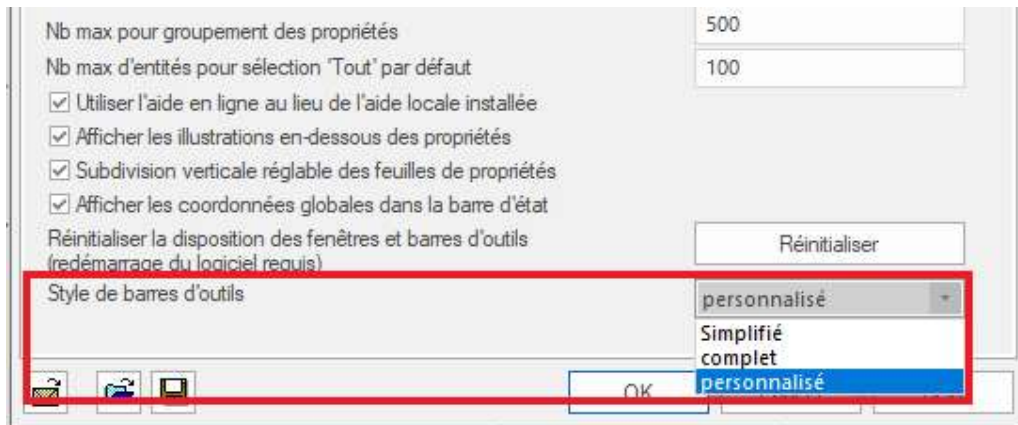 Nb max pour groupement des propriétés 500
Nb max d'entités pour sélection 'Tout' par défaut 100
Utiliser l'aide en ligne au lieu de l'aide locale installée
Afficher les illustrations en-dessous des propriétés
Subdivision verticale réglable des feuilles de propriétés
Afficher les coordonnées globales dans la barre d'état
Réinitialiser la disposition des fenêtres et barres d'outils Réinitialiser
(redémarrage du logiciel requis)
Style de barres d'outils personnalisé
Simplifié
complet
personnalisé
OK